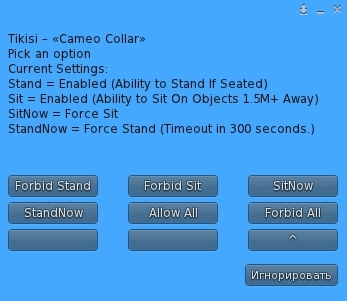 Tikisi – «Cameo Collar»
Pick an option
Current Settings:
Stand = Enabled (Ability to Stand If Seated)
Sit = Enabled (Ability to Sit On Objects 1.5M+ Away)
SitNow = Force Sit
StandNow = Force Stand (Timeout in 300 seconds.)
Forbid Stand Forbid Sit SitNow
StandNow Allow All Forbid All
^
Игнорировать